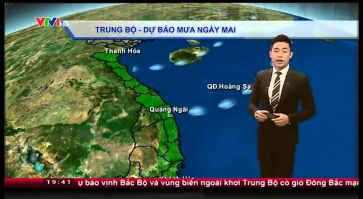 VTV1
TRUNG BỘ - DỰ BÁO MƯA NGÀY MAI
Thanh Hóa
QĐ.Hoàng Sa
Quảng Ngãi
19:41 ự báo vịnh Bắc Bộ và vùng biển ngoài khơi Trung Bộ có gió Đông Bắc mạn